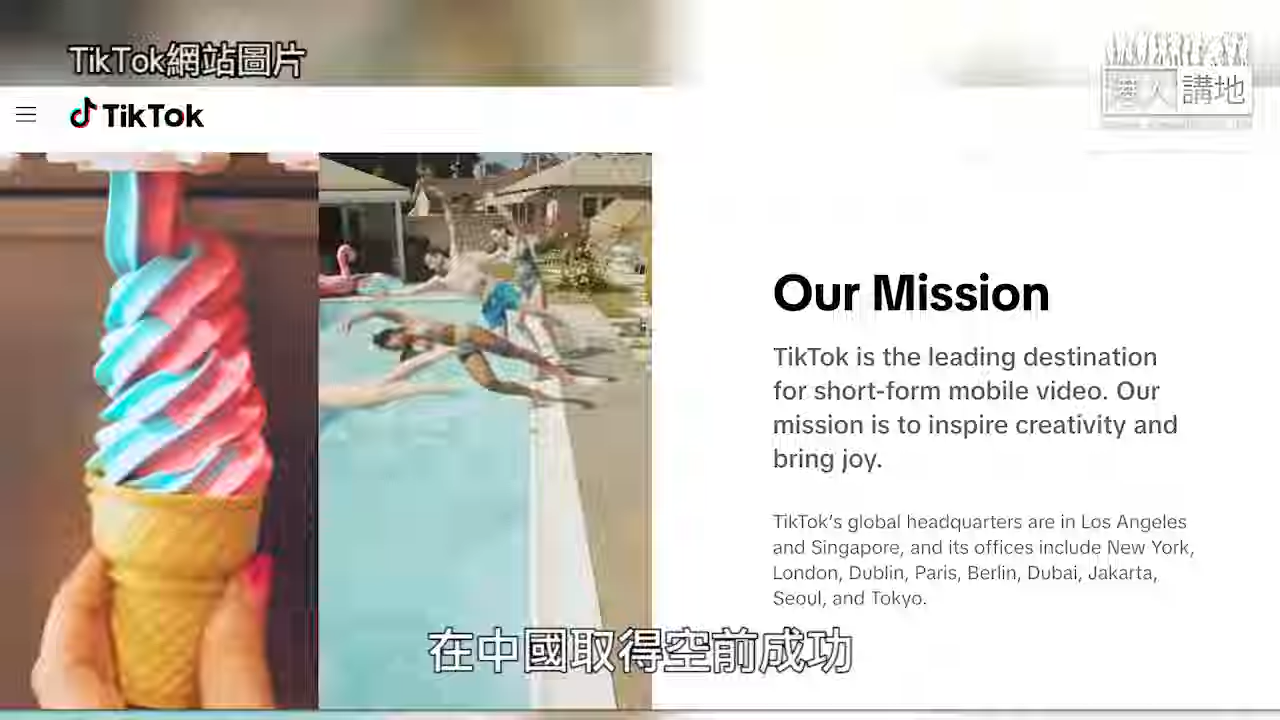 TikTok網站圖片
港人講地
TikTok
Our Mission
TikTok is the leading destination
for short-form mobile video. Our
mission is to inspire creativity and
bring joy.
TikTok's global headquarters are in Los Angeles
and Singapore, and its offices include New York,
London, Dublin, Paris, Berlin, Dubai, Jakarta,
Seoul, and Tokyo.
在中國取得空前成功